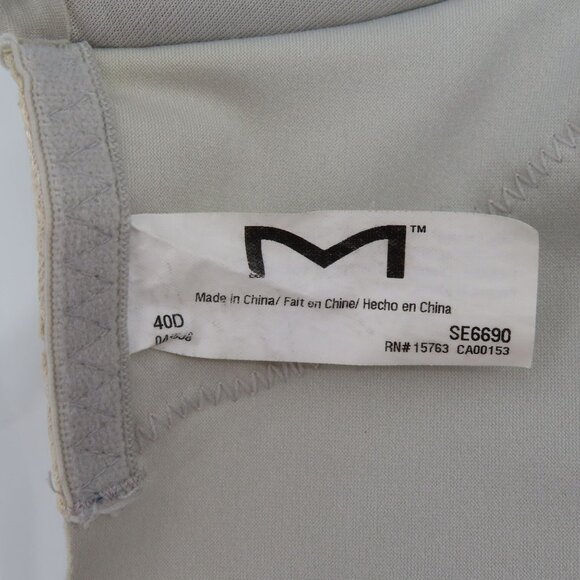 M™
Made in China/ Fait en Chine/ Hecho en China
40D
SE6690
RN# 15763 CA00153